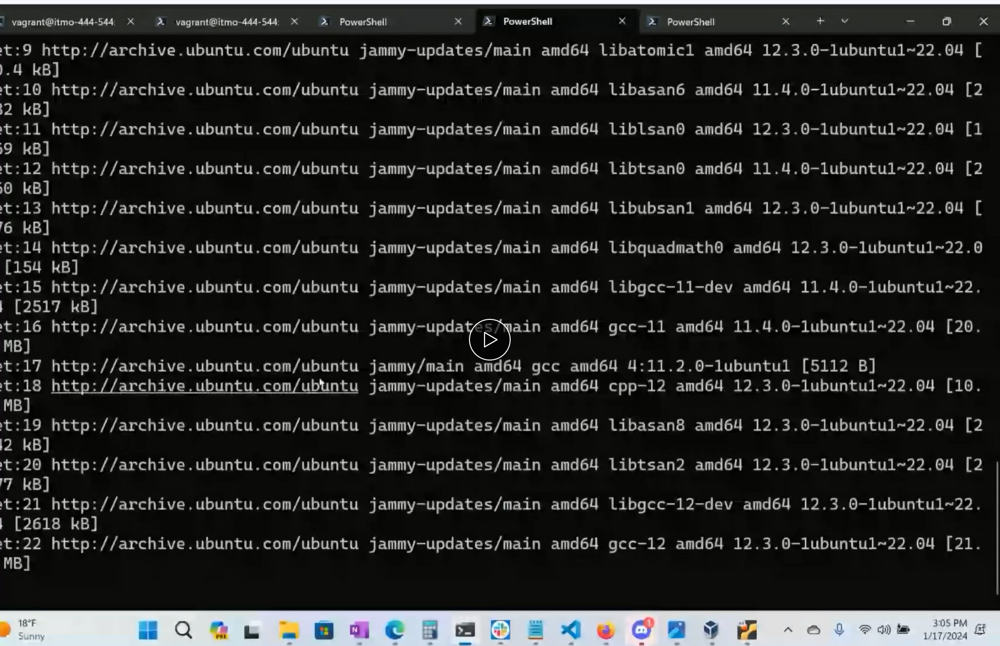 vagrant@itmo-444-544: vagrant@itmo-444-544: PowerShell PowerShell PowerShell
et:9 http://archive.ubuntu.com/ubuntu jammy-updates/main amd64 libatomic1 amd64 12.3.0-1ubuntu1~22.04 [
0.4 kB]
et:10 http://archive.ubuntu.com/ubuntu jammy-updates/main amd64 libasan6 amd64 11.4.0-1ubuntu1~22.04 [2
82 kB]
et:11 http://archive.ubuntu.com/ubuntu jammy-updates/main amd64 liblsan0 amd64 12.3.0-1ubuntu1~22.04 [1
69 kB]
et:12 http://archive.ubuntu.com/ubuntu jammy-updates/main amd64 libtsan0 amd64 11.4.0-1ubuntu1~22.04 [2
60 kB]
et:13 http://archive.ubuntu.com/ubuntu jammy-updates/main amd64 libubsan1 amd64 12.3.0-1ubuntu1~22.04 [
76 kB]
et:14 http://archive.ubuntu.com/ubuntu jammy-updates/main amd64 libquadmath0 amd64 12.3.0-1ubuntu1~22.0
[154 kB]
et:15 http://archive.ubuntu.com/ubuntu jammy-updates/main amd64 libgcc-11-dev amd64 11.4.0-1ubuntu1~22.
4 [2517 kB]
et:16 http://archive.ubuntu.com/ubuntu jammy-updates/main amd64 gcc-11 amd64 11.4.0-1ubuntu1~22.04 [20.
MB]
et:17 http://archive.ubuntu.com/ubuntu jammy/main amd64 gcc amd64 4:11.2.0-1ubuntu1 [5112 B]
et:18 http://archive.ubuntu.com/ubuntu jammy-updates/main amd64 cpp-12 amd64 12.3.0-1ubuntu1~22.04 [10.
MB]
et:19 http://archive.ubuntu.com/ubuntu jammy-updates/main amd64 libasan8 amd64 12.3.0-1ubuntu1~22.04 [2
42 kB]
et:20 http://archive.ubuntu.com/ubuntu jammy-updates/main amd64 libtsan2 amd64 12.3.0-1ubuntu1~22.04 [2
77 kB]
et:21 http://archive.ubuntu.com/ubuntu jammy-updates/main amd64 libgcc-12-dev amd64 12.3.0-1ubuntu1~22.
4 [2618 kB]
et:22 http://archive.ubuntu.com/ubuntu jammy-updates/main amd64 gcc-12 amd64 12.3.0-1ubuntu1~22.04 [21.
MB]
18°F
Sunny
PRE
N
1
3:05 PM
1/17/2024